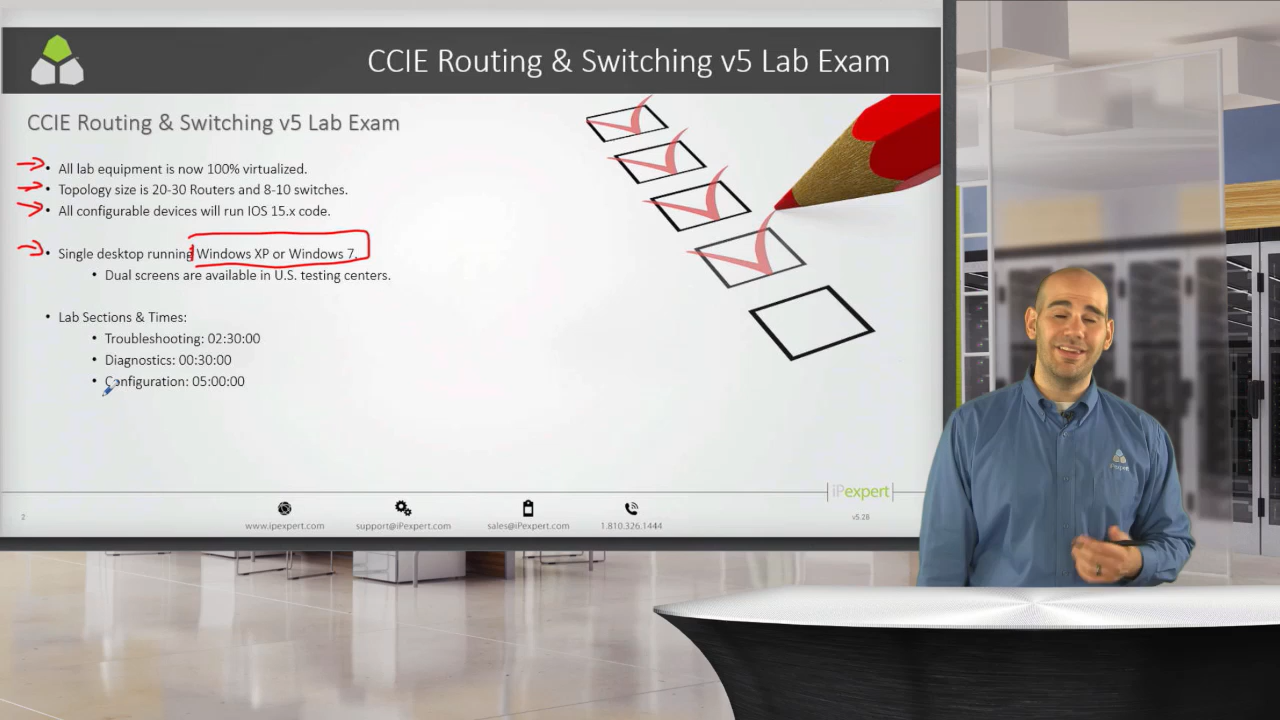 CCIE Routing & Switching v5 Lab Exam
CCIE Routing & Switching v5 Lab Exam
• All lab equipment is now 100% virtualized.
• Topology size is 20-30 Routers and 8-10 switches.
• All configurable devices will run IOS 15.x code.
• Single desktop running Windows XP or Windows 7.
• Dual screens are available in U.S. testing centers.
• Lab Sections & Times:
• Troubleshooting: 02:30:00
• Diagnostics: 00:30:00
• Configuration: 05:00:00
iPexpert
2
www.ipexpert.com
support@iPexpert.com
sales@iPexpert.com
1.810.326.1444
v5.2B